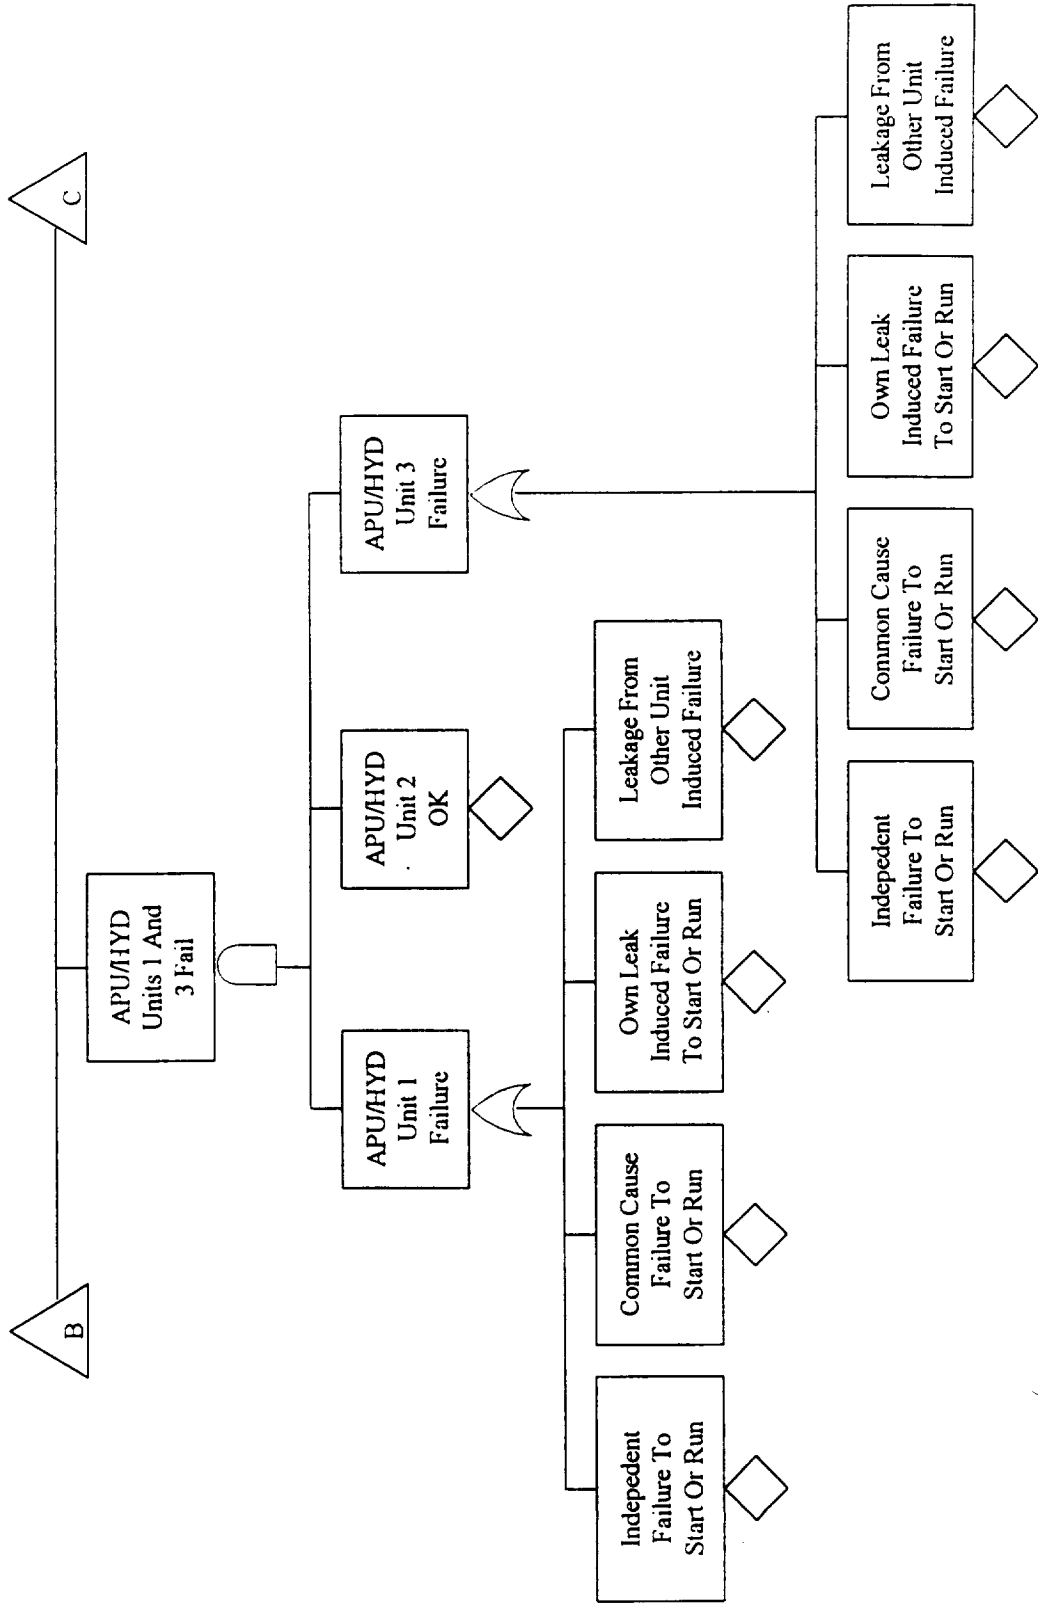 B
C
APU/HYD
Units 1 And
3 Fail
APU/HYD
Unit 1
Failure
APU/HYD
Unit 2
OK
APU/HYD
Unit 3
Failure
Indepedent
Failure To
Start Or Run
Common Cause
Failure To
Start Or Run
Own Leak
Induced Failure
To Start Or Run
Leakage From
Other Unit
Induced Failure
Indepedent
Failure To
Start Or Run
Common Cause
Failure To
Start Or Run
Own Leak
Induced Failure
To Start Or Run
Leakage From
Other Unit
Induced Failure